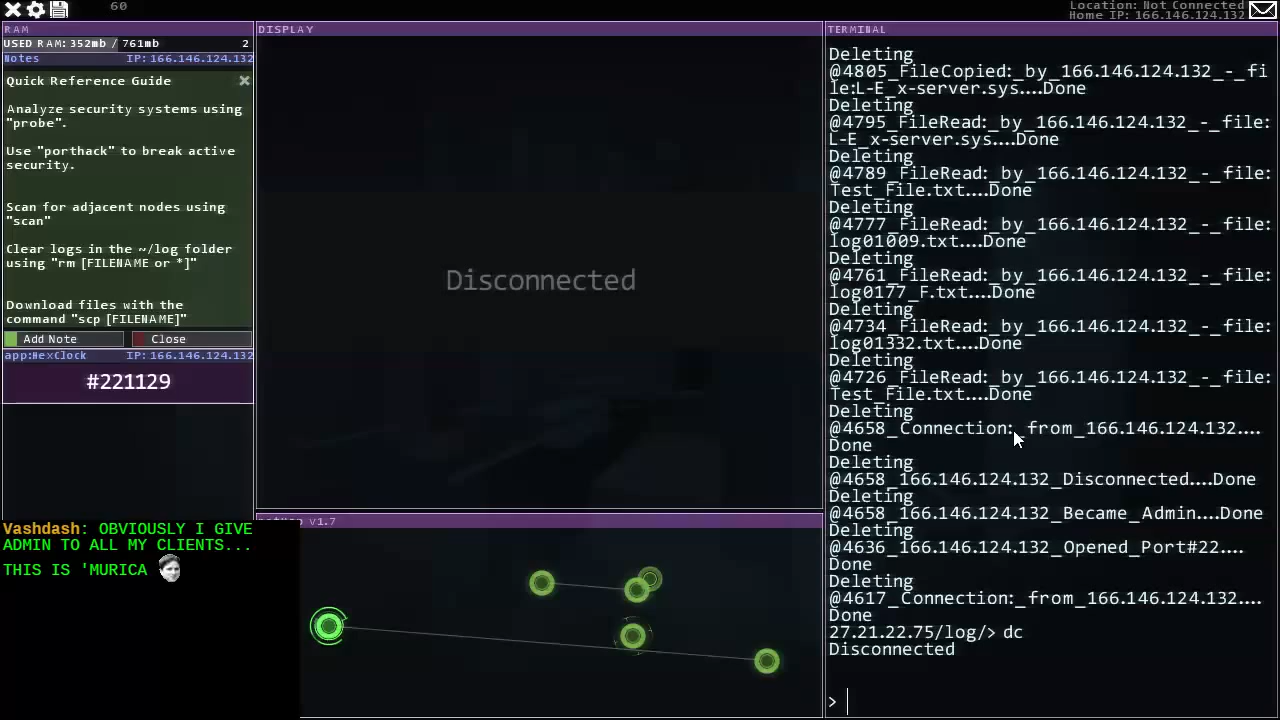 60
Location: Not Connected
Home IP: 166.146.124.132
RAM
USED RAM: 352mb / 761mb 2
Notes IP: 166.146.124.132
Quick Reference Guide
Analyze security systems using
"probe".
Use "porthack" to break active
security.
Scan for adjacent nodes using
"scan"
Clear logs in the ~/log folder
using "rm [FILENAME or *]"
Download files with the
command "scp [FILENAME]"
Add Note Close
app:HexClock IP: 166.146.124.132
#221129
Vashdash: OBVIOUSLY I GIVE
ADMIN TO ALL MY CLIENTS...
THIS IS 'MURICA
DISPLAY
Disconnected
v1.7
TERMINAL
Deleting
@4805_FileCopied:_by_166.146.124.132_-_fi
le:L-E_x-server.sys....Done
Deleting
@4795_FileRead:_by_166.146.124.132_-_file:
L-E_x-server.sys....Done
Deleting
@4789_FileRead:_by_166.146.124.132_-_file:
Test_File.txt....Done
Deleting
@4777_FileRead:_by_166.146.124.132_-_file:
log01009.txt....Done
Deleting
@4761_FileRead:_by_166.146.124.132_-_file:
log0177_F.txt....Done
Deleting
@4734_FileRead:_by_166.146.124.132_-_file:
log01332.txt....Done
Deleting
@4726_FileRead:_by_166.146.124.132_-_file:
Test_File.txt....Done
Deleting
@4658_Connection:_from_166.146.124.132....
Done
Deleting
@4658_166.146.124.132_Disconnected....Done
Deleting
@4658_166.146.124.132_Became_Admin....Done
Deleting
@4636_166.146.124.132_Opened_Port#22....
Done
Deleting
@4617_Connection:_from_166.146.124.132....
Done
27.21.22.75/log/> dc
Disconnected
>